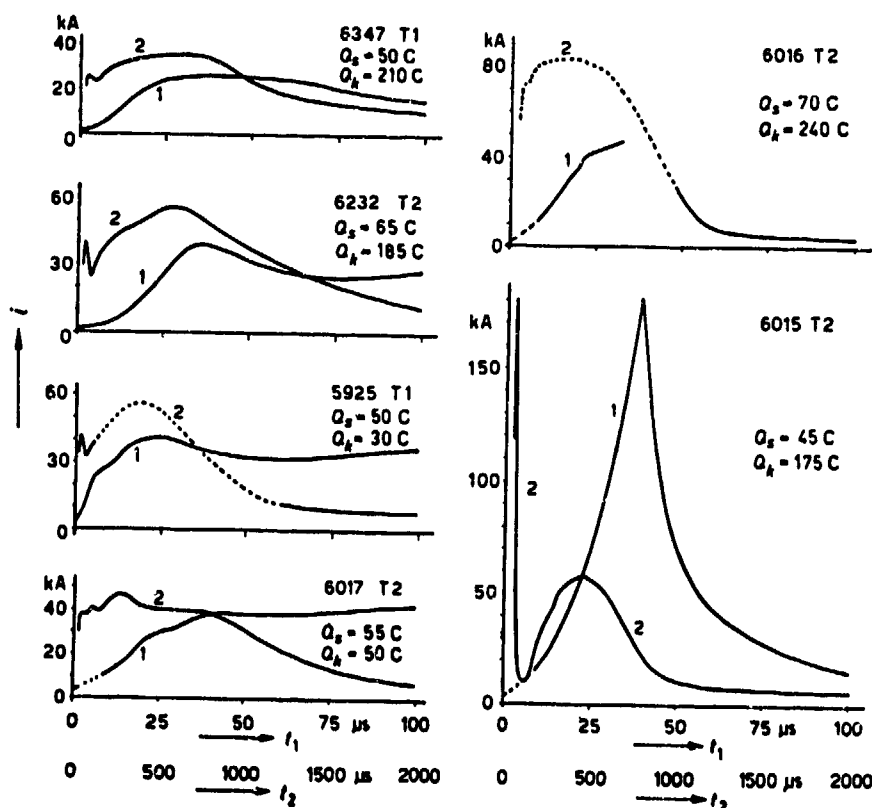 kA
40
20
0
2
1
6347 T1
Qs = 50 C
Qk = 210 C
60
30
0
2
1
6232 T2
Qs = 65 C
Qk = 185 C
i
60
30
0
2
1
5925 T1
Qs = 50 C
Qk = 30 C
kA
40
20
0
2
1
6017 T2
Qs = 55 C
Qk = 50 C
0 25 75 µs 100
t1
0 500 1000 1500 µs 2000
t2
kA
80
40
0
2
1
6016 T2
Qs = 70 C
Qk = 240 C
kA
150
100
50
0
2
1
2
6015 T2
Qs = 45 C
Qk = 175 C
0 25 50 75 µs 100
t1
0 500 1000 1500 µs 2000
t2